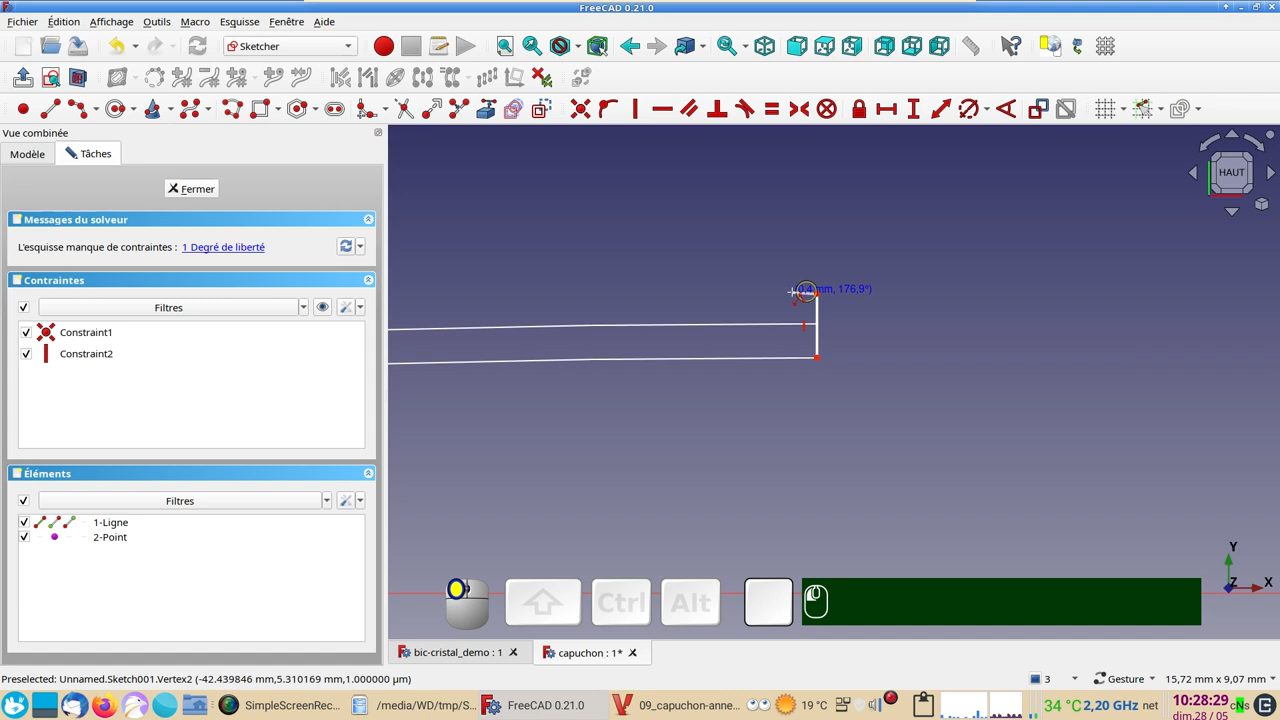 FreeCAD 0.21.0
Fichier Édition Affichage Outils Macro Esquisse Fenêtre Aide
Sketcher
Vue combinée
Modèle Tâches
Fermer
Messages du solveur
L'esquisse manque de contraintes : 1 Degré de liberté
Contraintes
Filtres
Constraint1
Constraint2
Éléments
Filtres
1-Ligne
2-Point
HAUT
mm, 176,9°)
Y
Z X
Ctrl Alt
bic-cristal_demo : 1 capuchon : 1*
Preselected: Unnamed.Sketch001.Vertex2 (-42.439846 mm,5.310169 mm,1.000000 µm) 3 Gesture 15,72 mm x 9,07 mm
SimpleScreenRec... /media/WD/tmp/S... FreeCAD 0.21.0 09_capuchon-anne... 19 °C 34 °C 2,20 GHz net 10:28:29
dim. 28 / 05